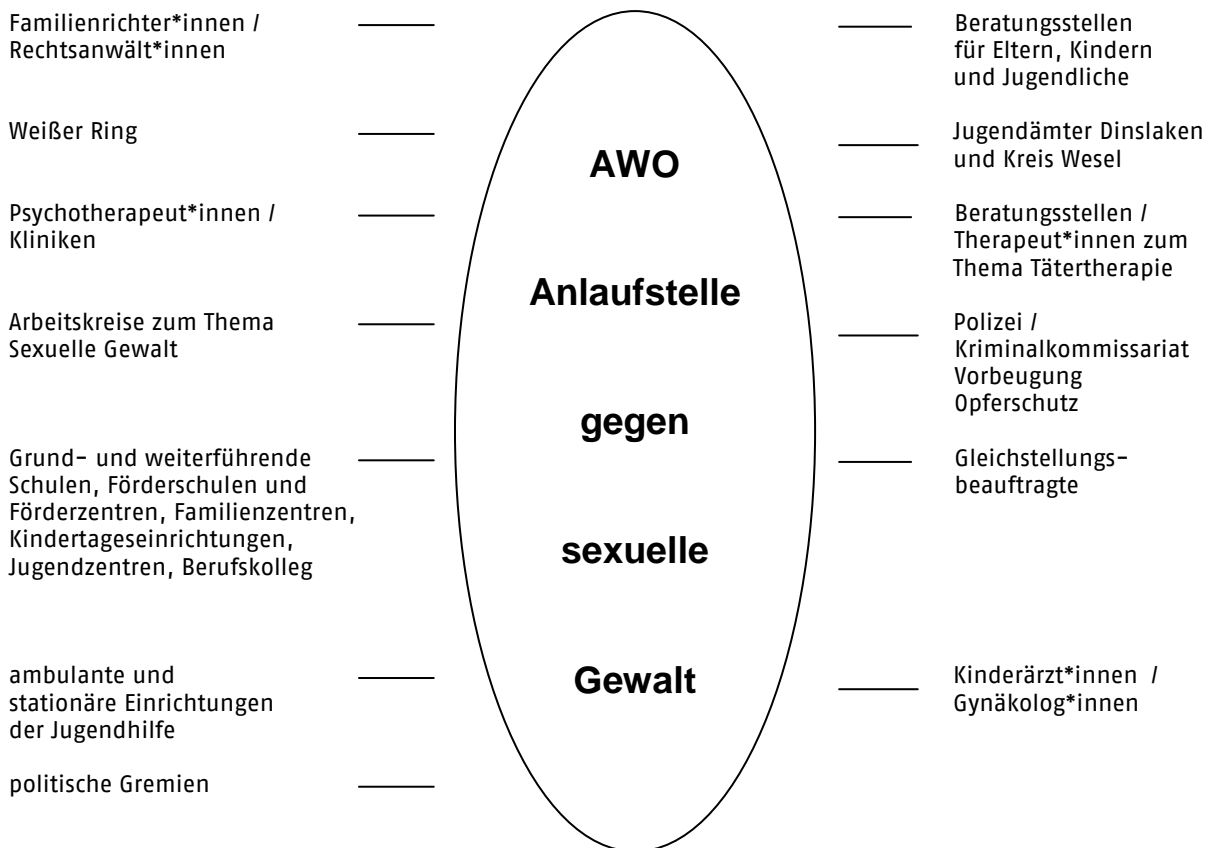 Familienrichter*innen /
Rechtsanwält*innen
Weißer Ring
Psychotherapeut*innen /
Kliniken
Arbeitskreise zum Thema
Sexuelle Gewalt
Grund- und weiterführende
Schulen, Förderschulen und
Förderzentren, Familienzentren,
Kindertageseinrichtungen,
Jugendzentren, Berufskolleg
ambulante und
stationäre Einrichtungen
der Jugendhilfe
politische Gremien
AWO
Anlaufstelle
gegen
sexuelle
Gewalt
Beratungsstellen
für Eltern, Kindern
und Jugendliche
Jugendämter Dinslaken
und Kreis Wesel
Beratungsstellen /
Therapeut*innen zum
Thema Tätertherapie
Polizei /
Kriminalkommissariat
Vorbeugung
Opferschutz
Gleichstellungs-
beauftragte
Kinderärzt*innen /
Gynäkolog*innen